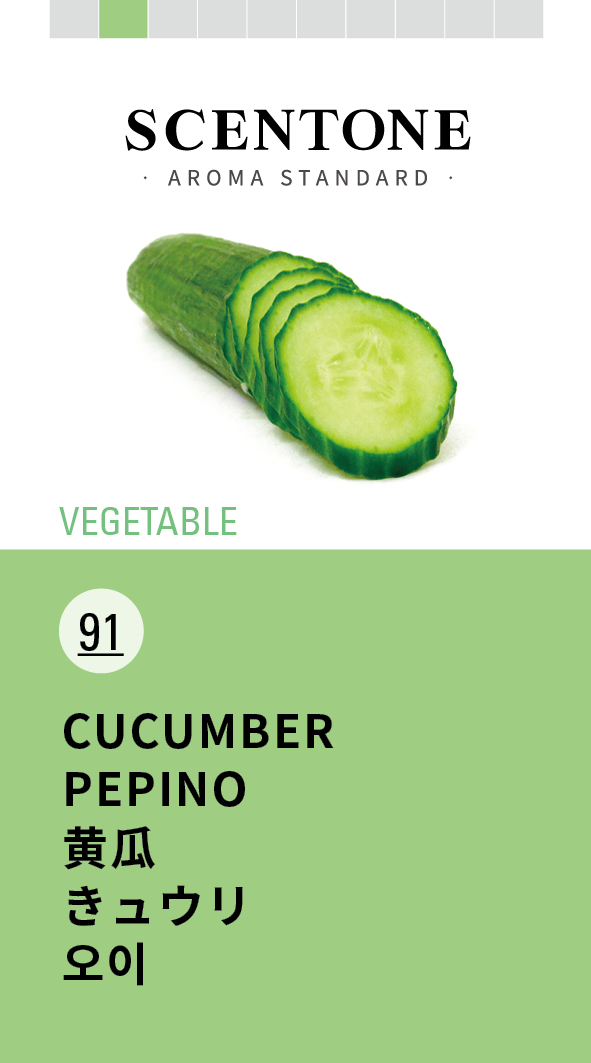 SCENTONE
· AROMA STANDARD ·
VEGETABLE
91
CUCUMBER
PEPINO
黄瓜
きュウリ
오이